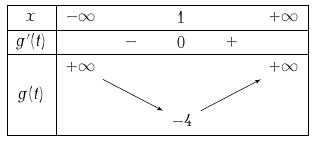 x −∞ 1 +∞
g′(t) − 0 +
+∞ +∞
g(t)
−4